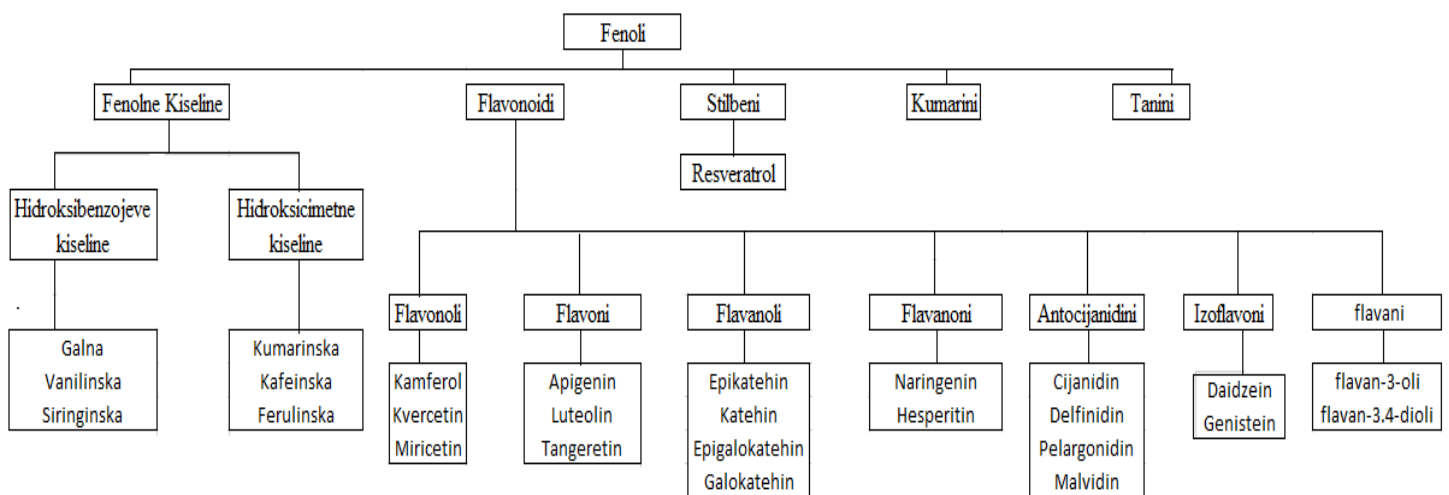 Fenoli
Fenolne Kiseline
Flavonoidi
Stilbeni
Kumarini
Tanini
Resveratrol
Hidroksibenzojeve
kiseline
Hidroksicimetne
kiseline
Flavonoli
Flavoni
Flavanoli
Flavanoni
Antocijanidini
Izoflavoni
flavani
Galna
Vanilinska
Siringinska
Kumarinska
Kafeinska
Ferulinska
Kamferol
Kvercetin
Miricetin
Apigenin
Luteolin
Tangeretin
Epikatehin
Katehin
Epigalokatehin
Galokatehin
Naringenin
Hesperitin
Cijanidin
Delfinidin
Pelargonidin
Malvidin
Daidzein
Genistein
flavan-3-oli
flavan-3.4-dioli